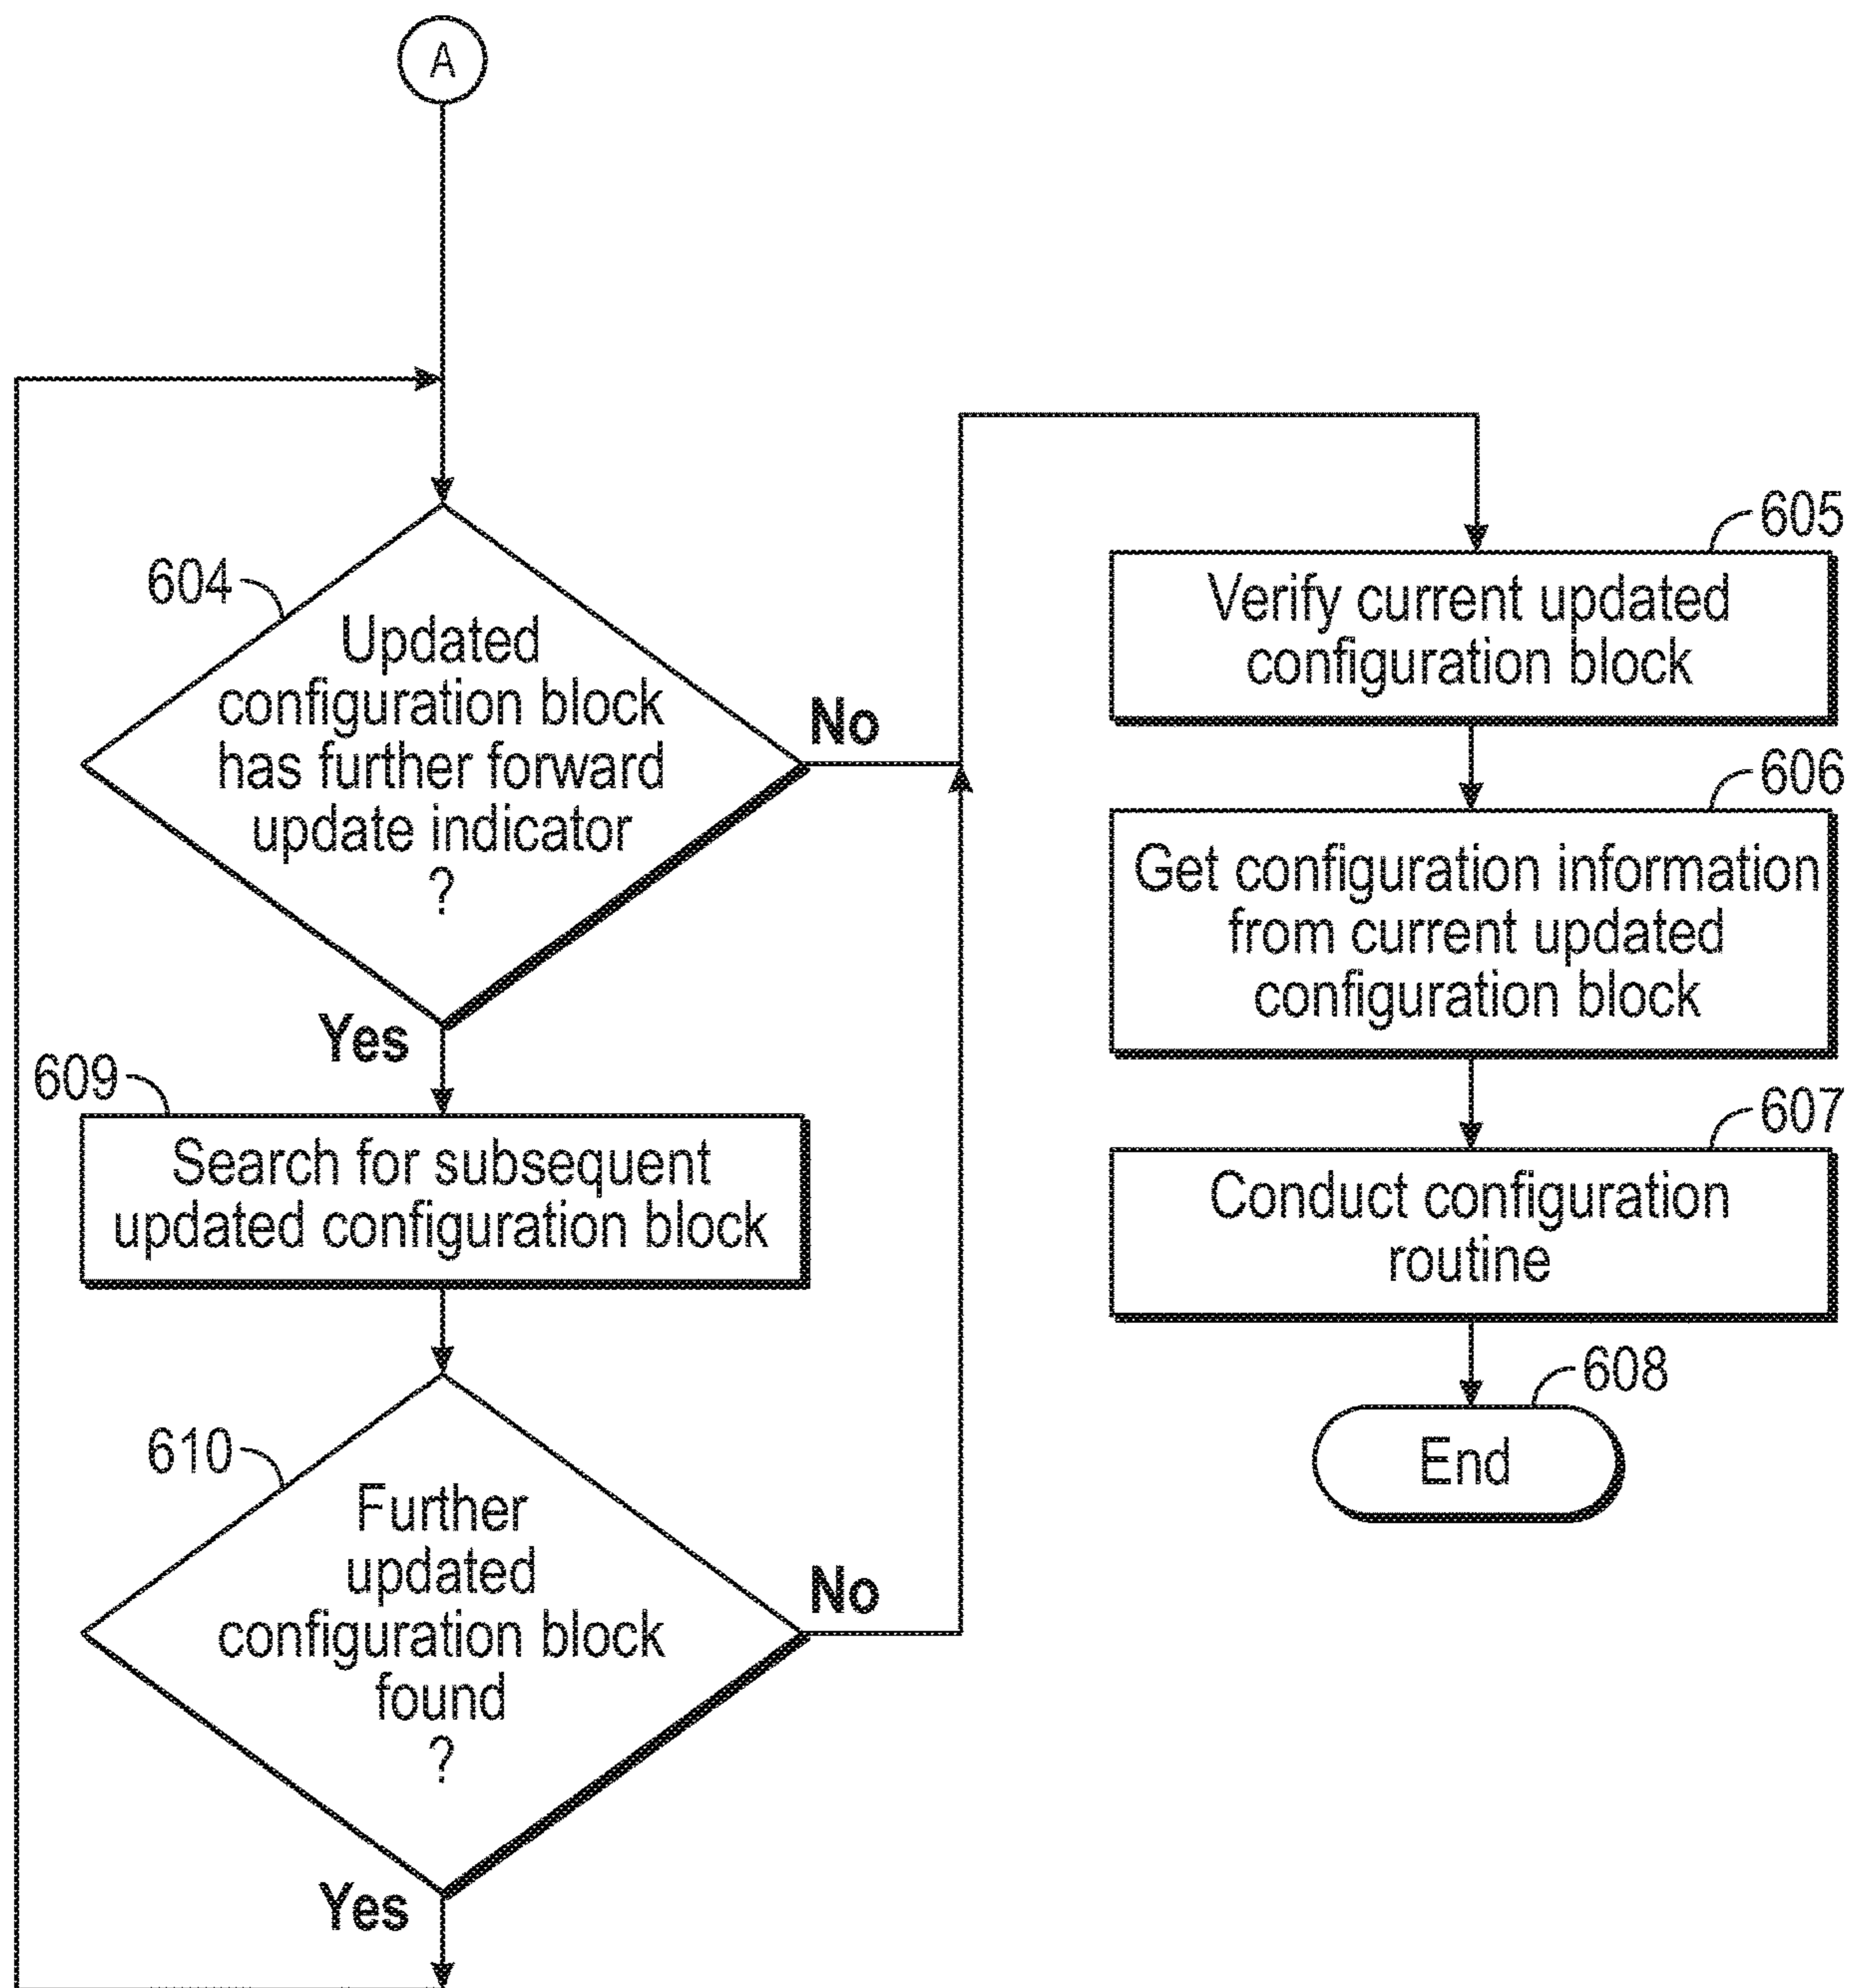 A
604
Updated
configuration block
has further forward
update indicator
?
No
Yes
609
Search for subsequent
updated configuration block
610
Further
updated
configuration block
found
?
No
Yes
605
Verify current updated
configuration block
606
Get configuration information
from current updated
configuration block
607
Conduct configuration
routine
608
End